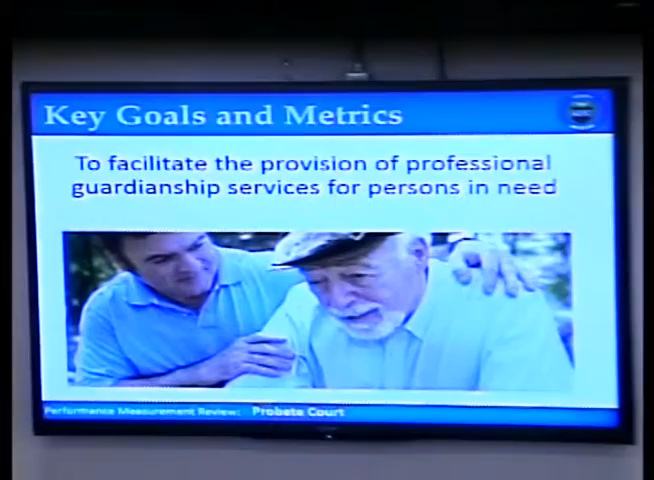 Key Goals and Metrics
To facilitate the provision of professional
guardianship services for persons in need
Performance Measurement Review: Probate Court